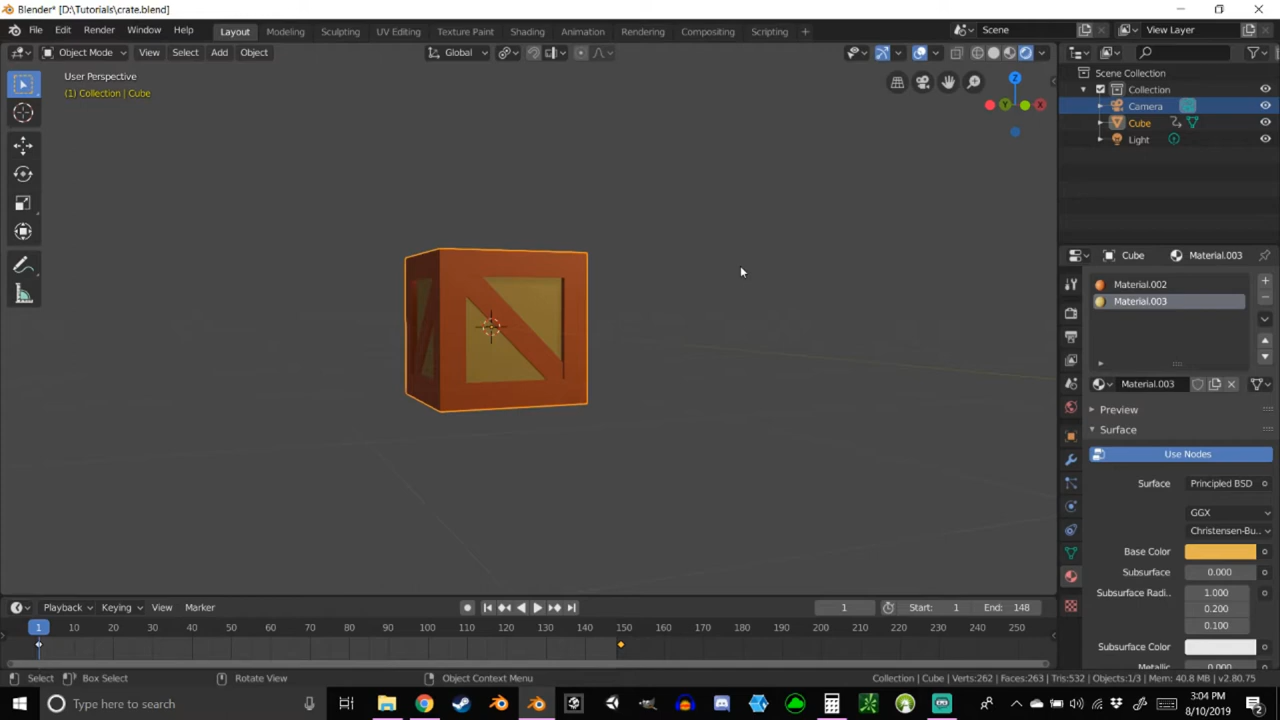 Blender* [D:\Tutorials\crate.blend]
File Edit Render Window Help Layout Modeling Sculpting UV Editing Texture Paint Shading Animation Rendering Compositing Scripting + Scene View Layer
Object Mode View Select Add Object Global
User Perspective
(1) Collection | Cube
Z
Y
X
Scene Collection
Collection
Camera
Cube
Light
Cube Material.003
Material.002
Material.003
Material.003
Preview
Surface
Use Nodes
Surface Principled BSD
GGX
Christensen-Bu...
Base Color
Subsurface 0.000
Subsurface Radi.. 1.000
0.200
0.100
Subsurface Color
Metallic 0.000
Playback Keying View Marker 1 Start: 1 End: 148
1 10 20 30 40 50 60 70 80 90 100 110 120 130 140 150 160 170 180 190 200 210 220 230 240 250
Select Box Select Rotate View Object Context Menu Collection | Cube | Verts:262 | Faces:263 | Tris:532 | Objects:1/3 | Mem: 40.8 MB | v2.80.75
Type here to search
3:04 PM
8/10/2019
2